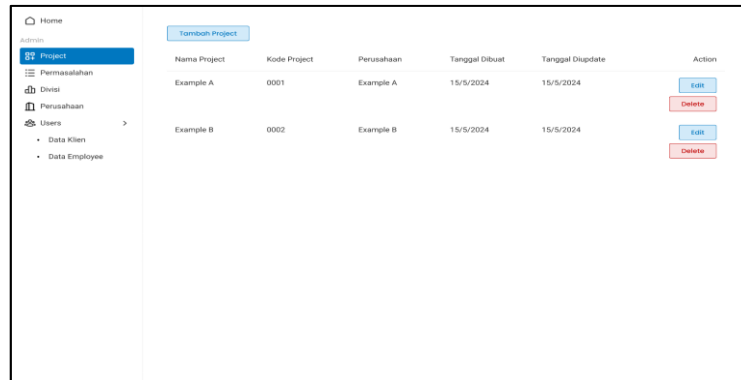 Home
Admin
Project
Permasalahan
Divisi
Perusahaan
Users
Data Klien
Data Employee
Tambah Project
Nama Project Kode Project Perusahaan Tanggal Dibuat Tanggal Diupdate Action
Example A 0001 Example A 15/5/2024 15/5/2024 Edit
Delete
Example B 0002 Example B 15/5/2024 15/5/2024 Edit
Delete